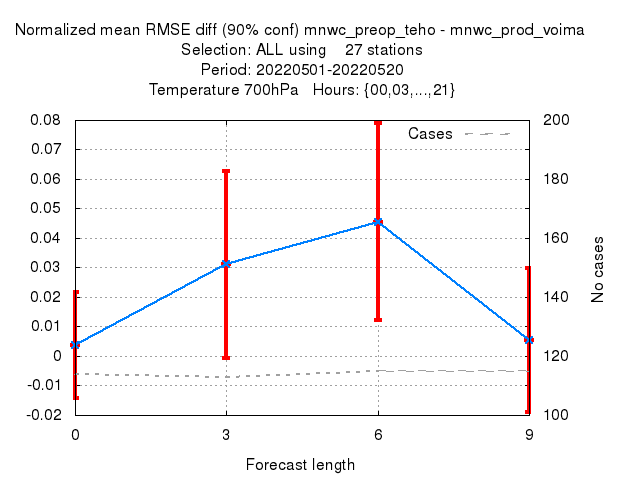 Normalized mean RMSE diff (90% conf) mnwc_preop_teho - mnwc_prod_voima
Selection: ALL using 27 stations
Period: 20220501-20220520
Temperature 700hPa Hours: {00,03,...,21}
Cases
0.08
0.07
0.06
0.05
0.04
0.03
0.02
0.01
0
-0.01
-0.02
200
180
160
140
120
100
No cases
0 3 6 9
Forecast length